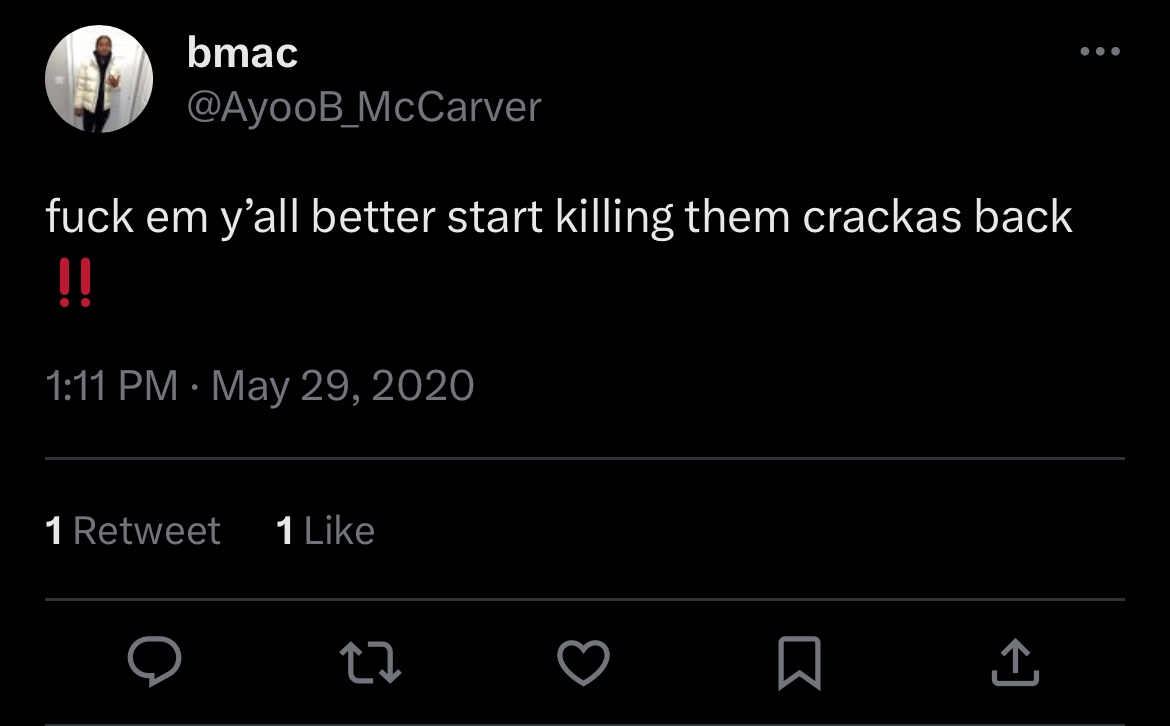 bmac
@AyooB_McCarver
fuck em y’all better start killing them crackas back
‼️
1:11 PM · May 29, 2020
1 Retweet 1 Like